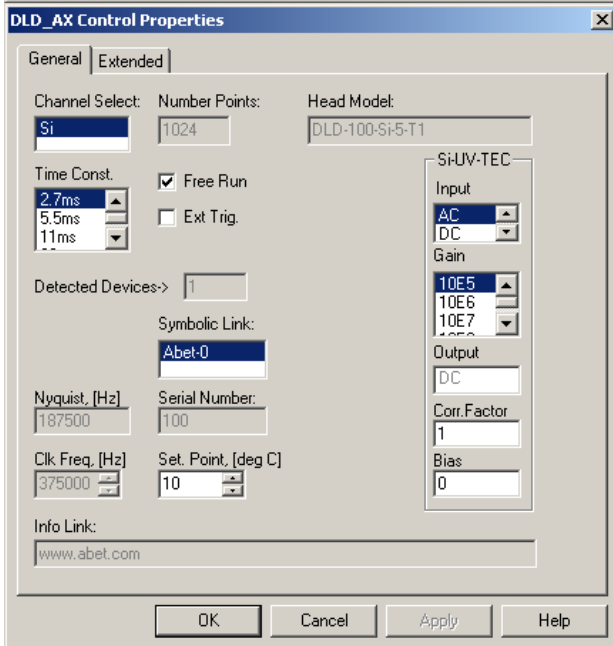 DLD_AX Control Properties
General
Extended
Channel Select:
Number Points:
Head Model:
Si
1024
DLD-100-Si-5-T1
Time Const.
2.7ms
5.5ms
11ms
Free Run
Ext Trig.
Si-UV-TEC
Input
AC
DC
Gain
10E5
10E6
10E7
Detected Devices->
1
Symbolic Link:
Abet-0
Output
DC
Nyquist, [Hz]
Serial Number:
187500
100
Corr.Factor
1
Clk Freq, [Hz]
Set. Point, [deg C]
Bias
375000
10
0
Info Link:
www.abet.com
OK
Cancel
Apply
Help